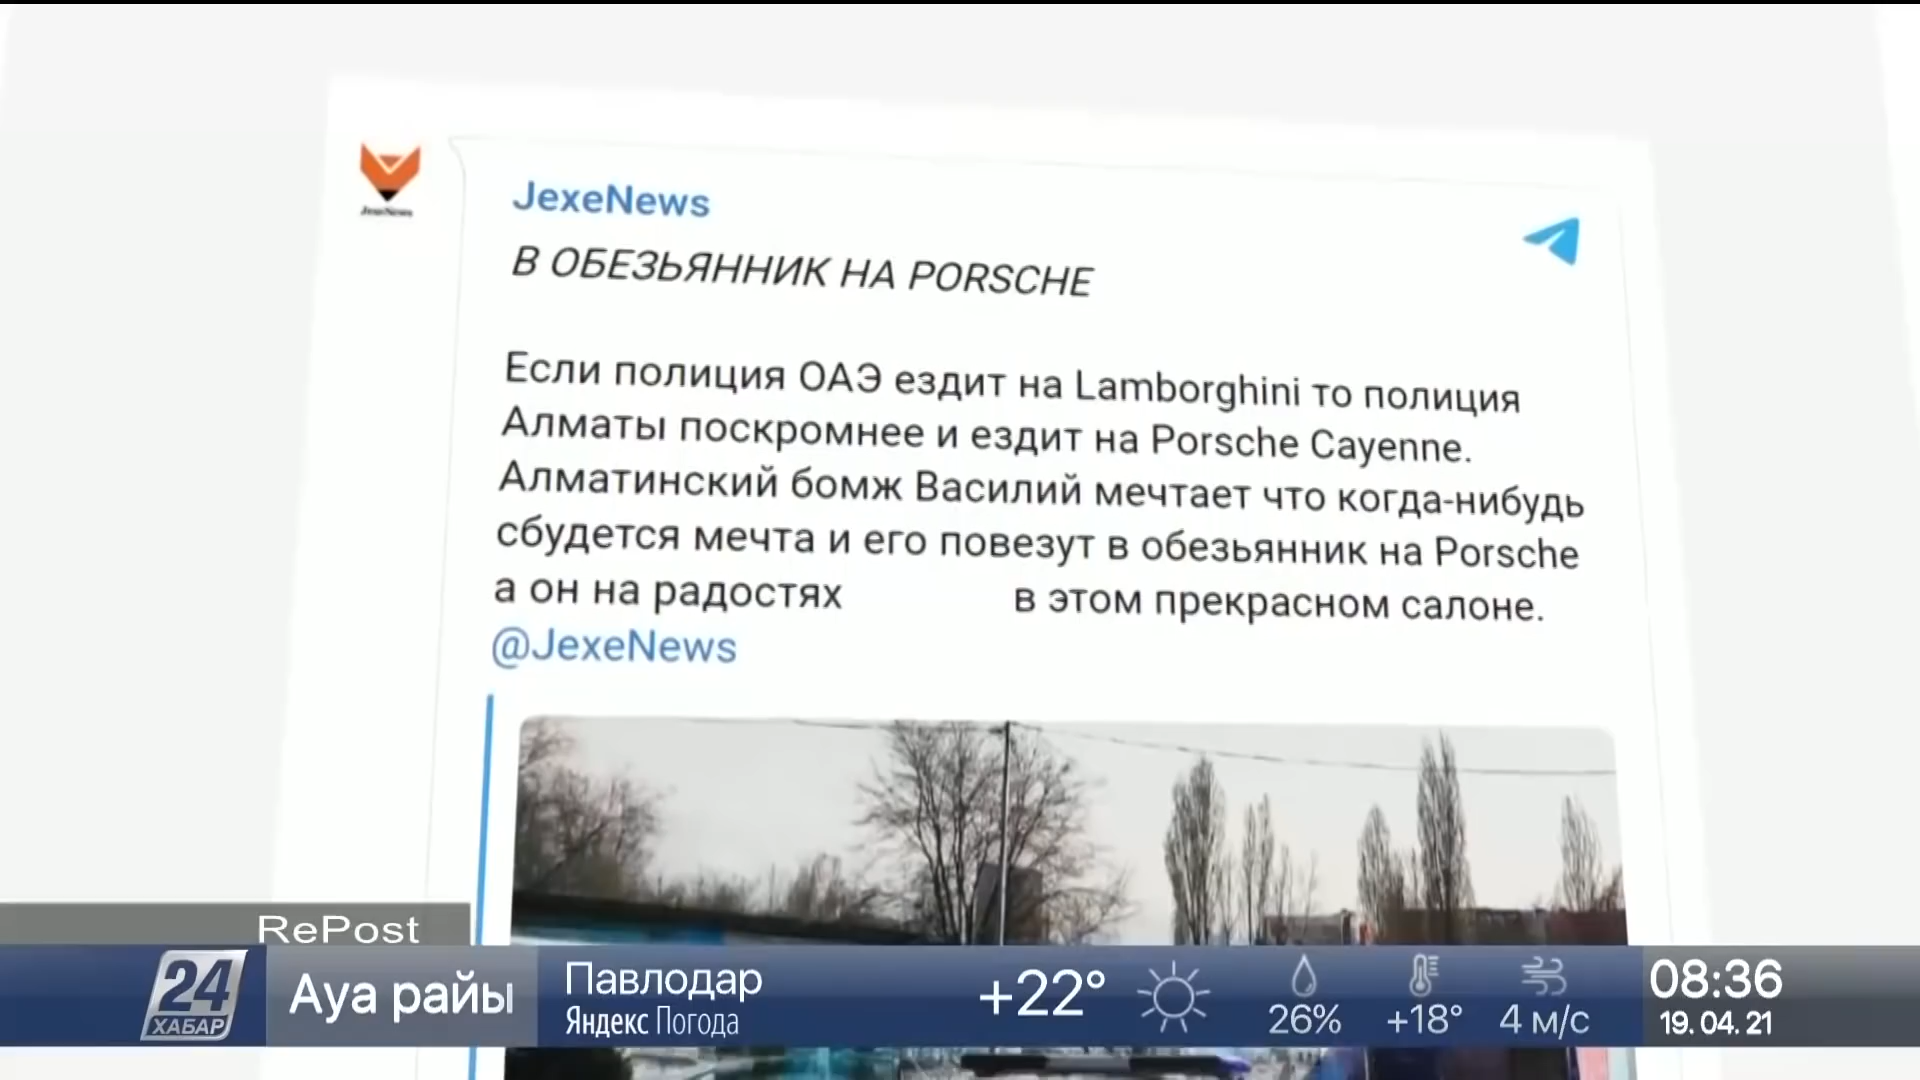 JexeNews
JexeNews
В ОБЕЗЬЯННИК НА PORSCHE
Если полиция ОАЭ ездит на Lamborghini то полиция
Алматы поскромнее и ездит на Porsche Cayenne.
Алматинский бомж Василий мечтает что когда-нибудь
сбудется мечта и его повезут в обезьянник на Porsche
а он на радостях в этом прекрасном салоне.
@JexeNews
RePost
24
ХАБАР
Ауа райы
Павлодар
Яндекс Погода
+22°
26%
+18°
4 м/с
08:36
19.04.21